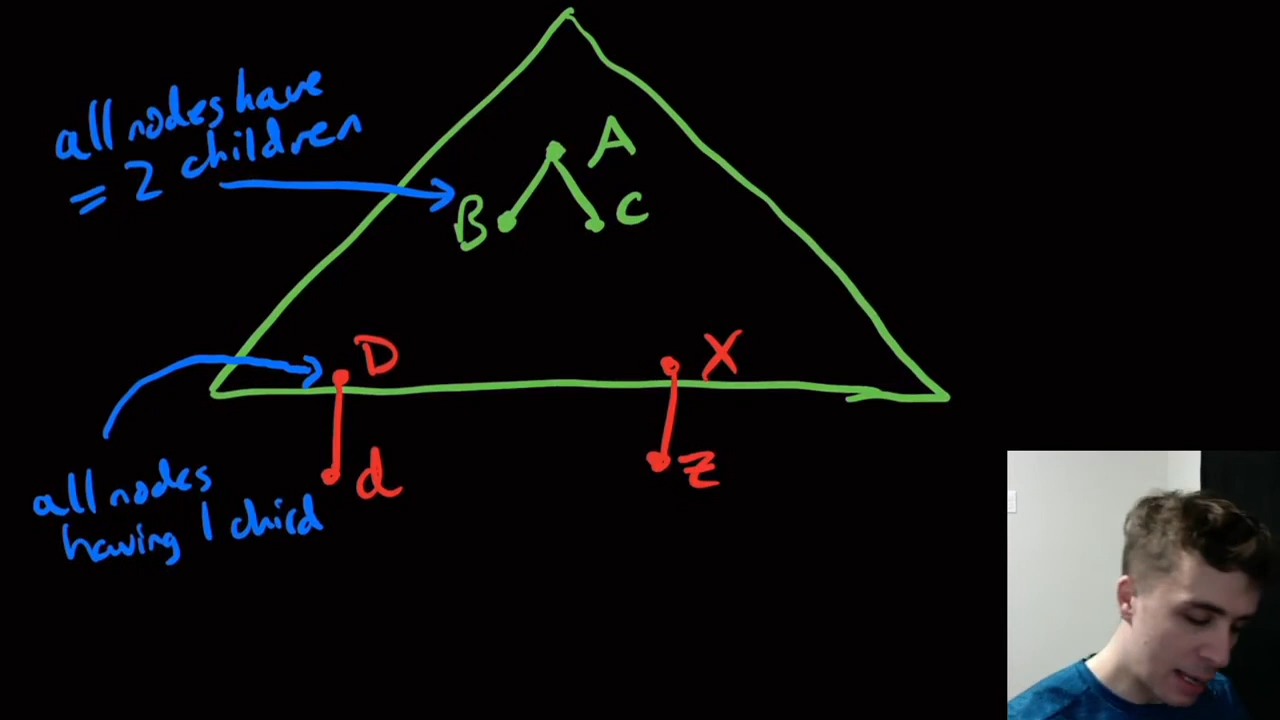 all nodes have
= 2 children
A
B
C
D
X
d
z
all nodes
having 1 child